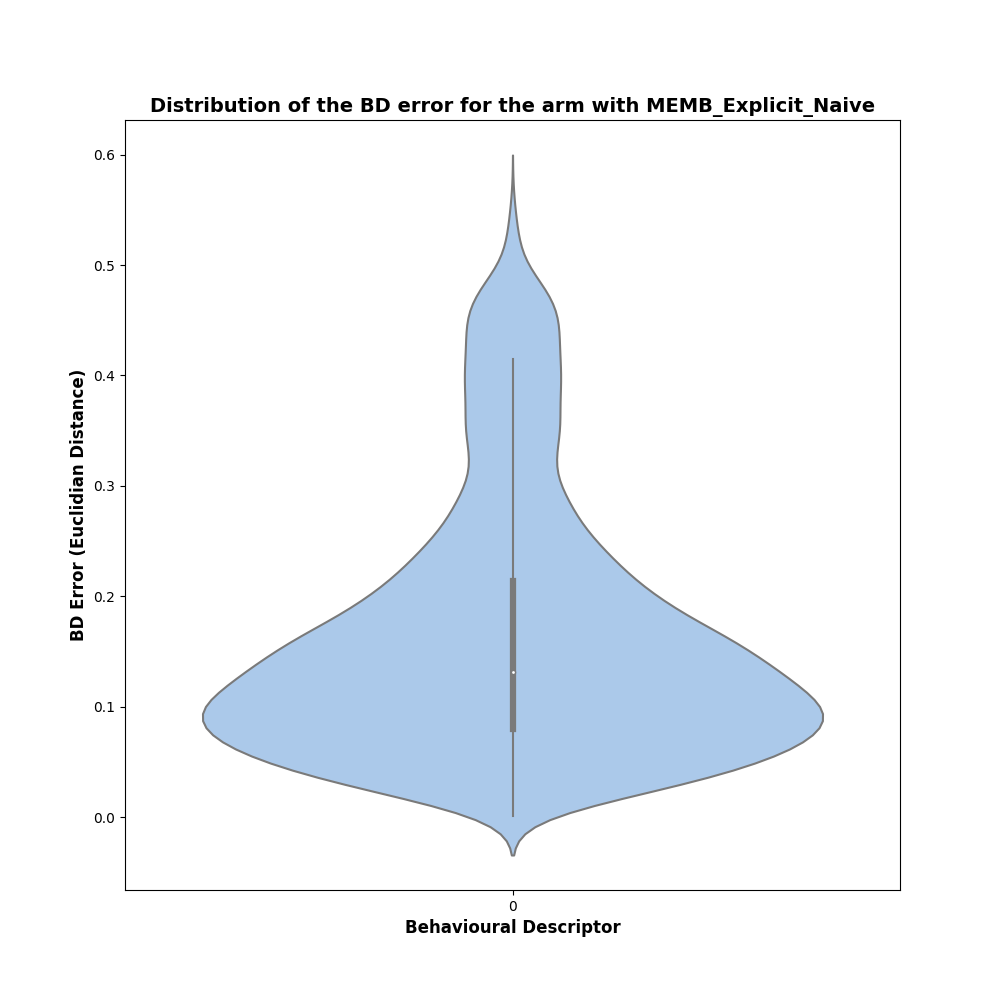 Distribution of the BD error for the arm with MEMB_Explicit_Naive
0.6
0.5
0.4
0.3
0.2
0.1
0.0
BD Error (Euclidian Distance)
0
Behavioural Descriptor